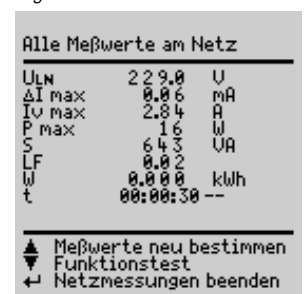 Alle Meßwerte am Netz
ULN 229.0 V
ΔI max 0.06 mA
Iv max 2.84 A
P max 16 W
S 643 VA
LF 0.02
W 0.000 kWh
t 00:00:30 --
▲ Meßwerte neu bestimmen
▼ Funktionstest
↵ Netzmessungen beenden